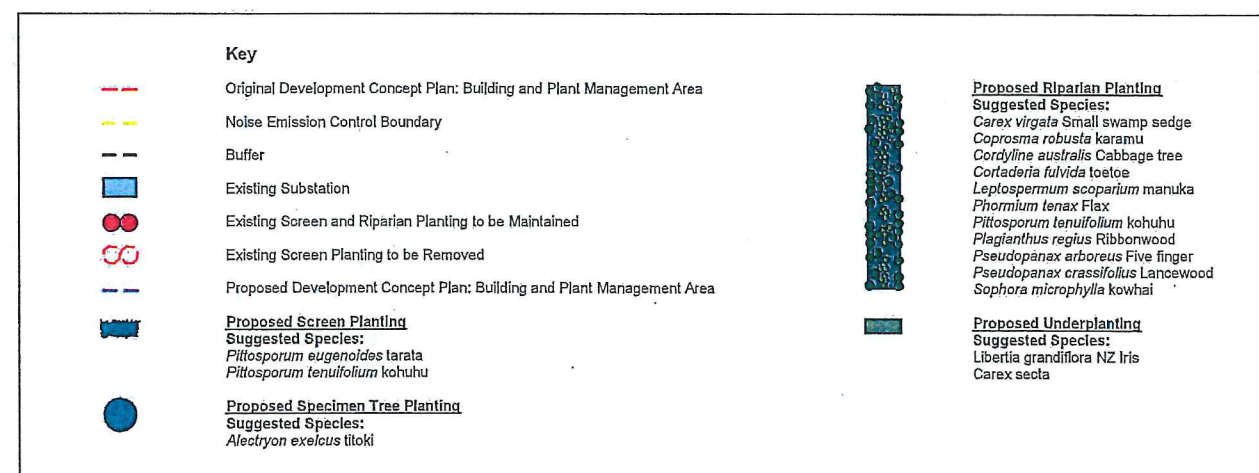 Key
Original Development Concept Plan: Building and Plant Management Area
Noise Emission Control Boundary
Buffer
Existing Substation
Existing Screen and Riparian Planting to be Maintained
Existing Screen Planting to be Removed
Proposed Development Concept Plan: Building and Plant Management Area
Proposed Screen Planting
Suggested Species:
Pittosporum eugenoides tarata
Pittosporum tenuifolium kohuhu
Proposed Specimen Tree Planting
Suggested Species:
Alectryon exelcus titoki
Proposed Riparian Planting
Suggested Species:
Carex virgata Small swamp sedge
Coprosma robusta karamu
Cordyline australis Cabbage tree
Cortaderia fulvida toetoe
Leptospermum scoparium manuka
Phormium tenax Flax
Pittosporum tenuifolium kohuhu
Plagianthus regius Ribbonwood
Pseudopanax arboreus Five finger
Pseudopanax crassifolius Lancewood
Sophora microphylla kowhai
Proposed Underplanting
Suggested Species:
Libertia grandiflora NZ Iris
Carex secta